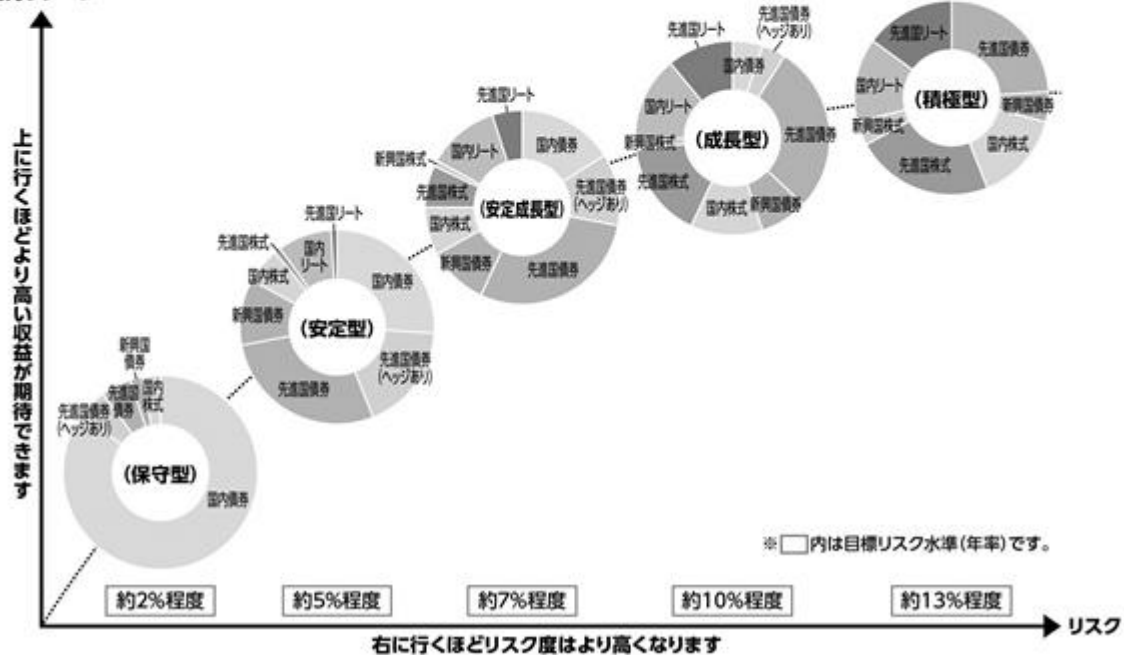 先進国リート
国内債券
先進国債券
(ヘッジあり)
先進国債券
新興国債券
国内株式
先進国株式
新興国株式
国内リート
(成長型)
先進国リート
先進国債券
新興国債券
国内株式
先進国株式
新興国株式
国内リート
(積極型)
先進国リート
国内債券
先進国債券
(ヘッジあり)
先進国債券
新興国債券
国内株式
先進国株式
新興国株式
国内リート
(安定成長型)
先進国リート
国内債券
先進国債券
(ヘッジあり)
先進国債券
新興国債券
国内株式
先進国株式
国内
リート
(安定型)
新興国
債券
国内
株式
先進国
債券
先進国債券
(ヘッジあり)
国内債券
(保守型)
上に行くほどより高い収益が期待できます
※□内は目標リスク水準(年率)です。
約2%程度
約5%程度
約7%程度
約10%程度
約13%程度
リスク
右に行くほどリスク度はより高くなります